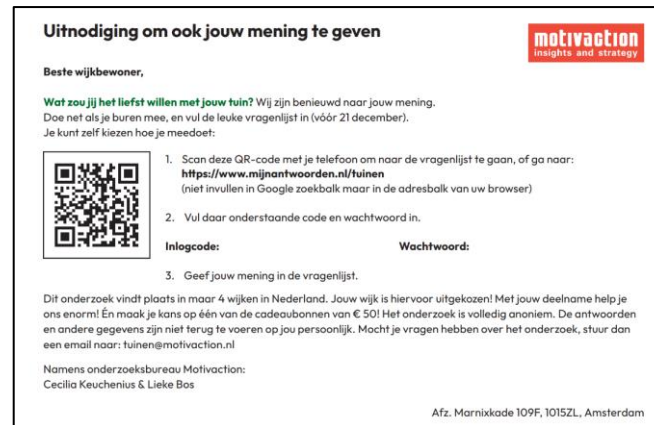 Uitnodiging om ook jouw mening te geven
motivaction
insights and strategy
Beste wijkbewoner,
Wat zou jij het liefst willen met jouw tuin? Wij zijn benieuwd naar jouw mening.
Doe net als je buren mee, en vul de leuke vragenlijst in (vóór 21 december).
Je kunt zelf kiezen hoe je meedoet:
1. Scan deze QR-code met je telefoon om naar de vragenlijst te gaan, of ga naar:
https://www.mijnantwoorden.nl/tuinen
(niet invullen in Google zoekbalk maar in de adresbalk van uw browser)
2. Vul daar onderstaande code en wachtwoord in.
Inlogcode: Wachtwoord:
3. Geef jouw mening in de vragenlijst.
Dit onderzoek vindt plaats in maar 4 wijken in Nederland. Jouw wijk is hiervoor uitgekozen! Met jouw deelname help je
ons enorm! Én maak je kans op één van de cadeaubonnen van € 50! Het onderzoek is volledig anoniem. De antwoorden
en andere gegevens zijn niet terug te voeren op jou persoonlijk. Mocht je vragen hebben over het onderzoek, stuur dan
een email naar: tuinen@motivaction.nl
Namens onderzoeksbureau Motivaction:
Cecilia Keuchenius & Lieke Bos
Afz. Marnixkade 109F, 1015ZL, Amsterdam